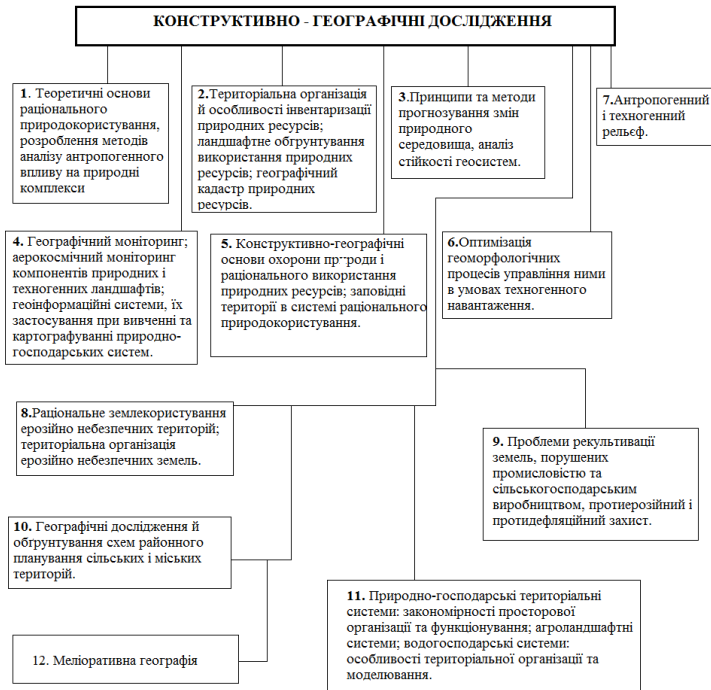 КОНСТРУКТИВНО - ГЕОГРАФІЧНІ ДОСЛІДЖЕННЯ
1. Теоретичні основи
раціонального
природокористування,
розроблення методів
аналізу антропогенного
впливу на природні
комплекси
2.Територіальна організація
й особливості інвентаризації
природних ресурсів;
ландшафтне обґрунтування
використання природних
ресурсів; географічний
кадастр природних
ресурсів.
3.Принципи та методи
прогнозування змін
природного
середовища, аналіз
стійкості геосистем.
7.Антропогенний
і техногенний
рельєф.
4. Географічний моніторинг;
аерокосмічний моніторинг
компонентів природних і
техногенних ландшафтів;
геоінформаційні системи, їх
застосування при вивченні та
картографуванні природно-
господарських систем.
5. Конструктивно-географічні
основи охорони природи і
раціонального використання
природних ресурсів; заповідні
території в системі раціонального
природокористування.
6.Оптимізація
геоморфологічних
процесів управління ними
в умовах техногенного
навантаження.
8.Раціональне землекористування
ерозійно небезпечних територій;
територіальна організація
ерозійно небезпечних земель.
9. Проблеми рекультивації
земель, порушених
промисловістю та
сільськогосподарським
виробництвом, протиерозійний і
протидефляційний захист.
10. Географічні дослідження й
обґрунтування схем районного
планування сільських і міських
територій.
11. Природно-господарські територіальні
системи: закономірності просторової
організації та функціонування; агроландшафтні
системи; водогосподарські системи:
особливості територіальної організації та
моделювання.
12. Меліоративна географія